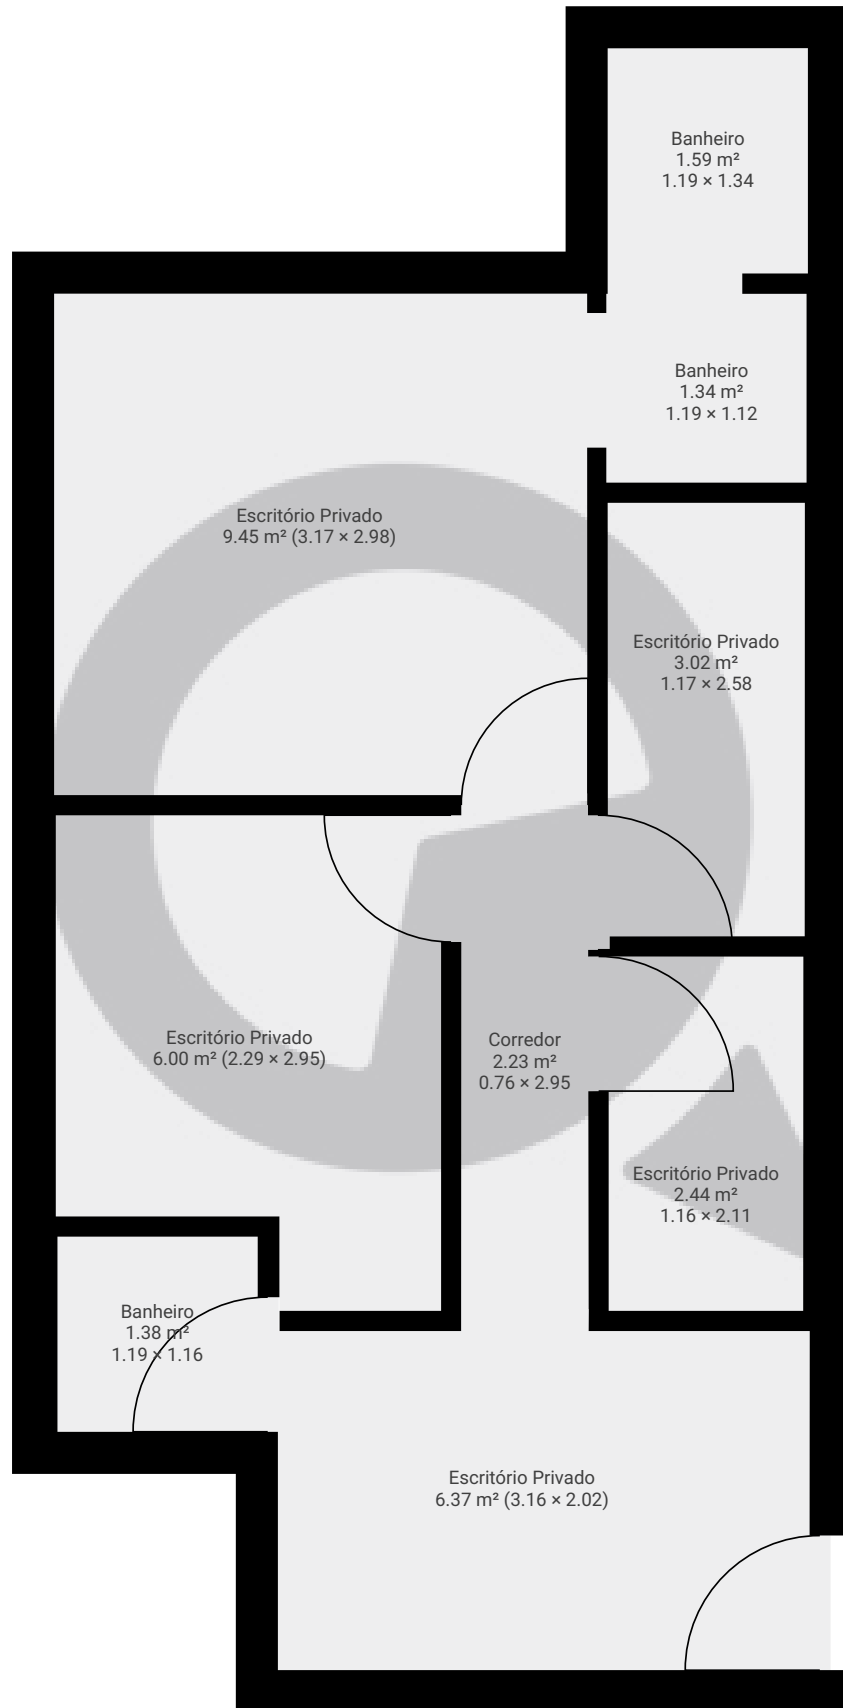 Banheiro
1.59 m²
1.19 × 1.34
Banheiro
1.34 m²
1.19 × 1.12
Escritório Privado
9.45 m² (3.17 × 2.98)
Escritório Privado
3.02 m²
1.17 × 2.58
Escritório Privado
6.00 m² (2.29 × 2.95)
Corredor
2.23 m²
0.76 × 2.95
Escritório Privado
2.44 m²
1.16 × 2.11
Banheiro
1.38 m²
1.19 × 1.16
Escritório Privado
6.37 m² (3.16 × 2.02)